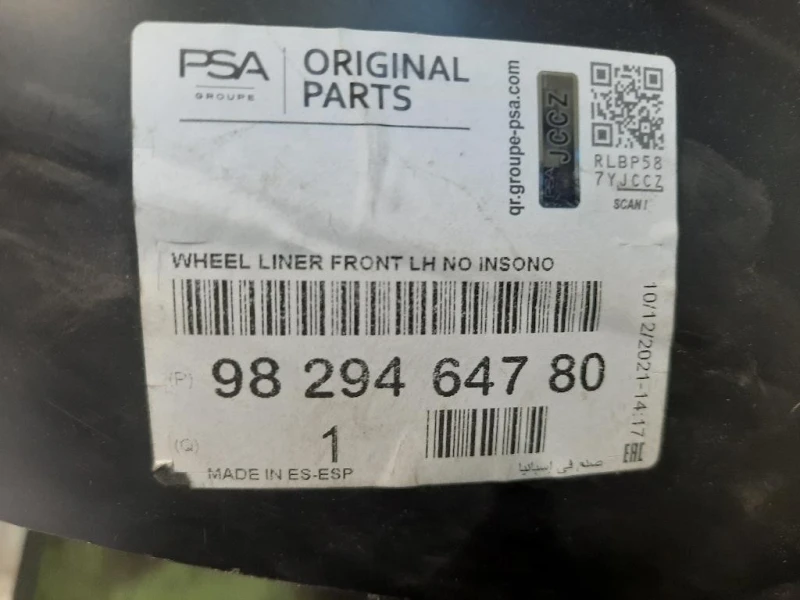 PSA
GROUPE
ORIGINAL
PARTS
qr.groupe-psa.com
PSA JCCZ
RLBP58
7YJCCZ
SCAN!
WHEEL LINER FRONT LH NO INSONO
(P) 98 294 647 80
(Q) 1
MADE IN ES-ESP
صنع في إسبانيا
10/12/2021-14:17
EAC